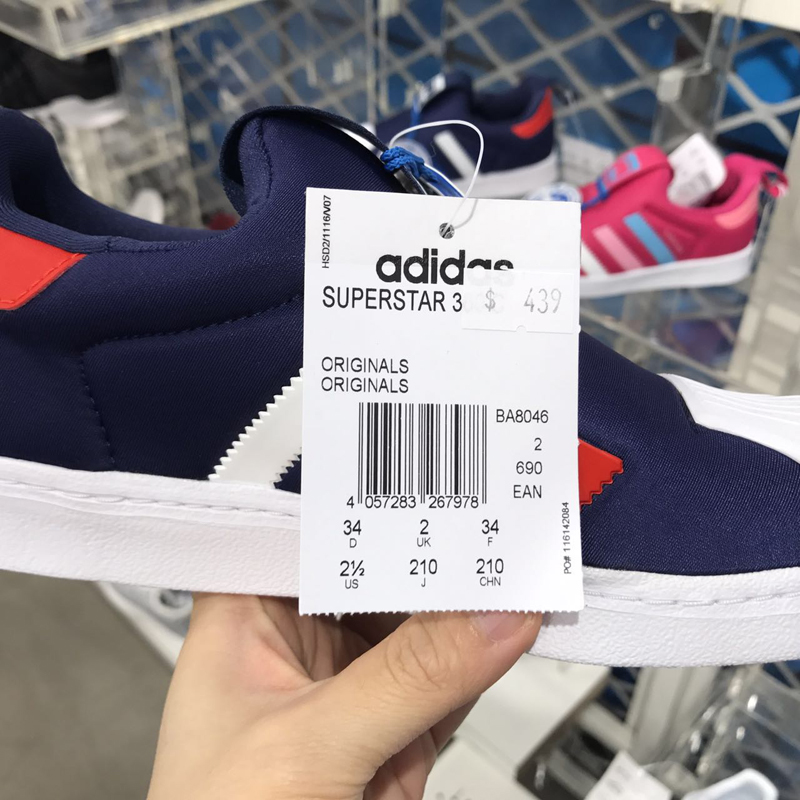 HSD2/1116/V07
adidas
SUPERSTAR 3
$ 439
ORIGINALS
ORIGINALS
BA8046
2
690
EAN
4 057283 267978
34 2 34
D UK F
2½ 210 210
US J CHN
PO# 116142084